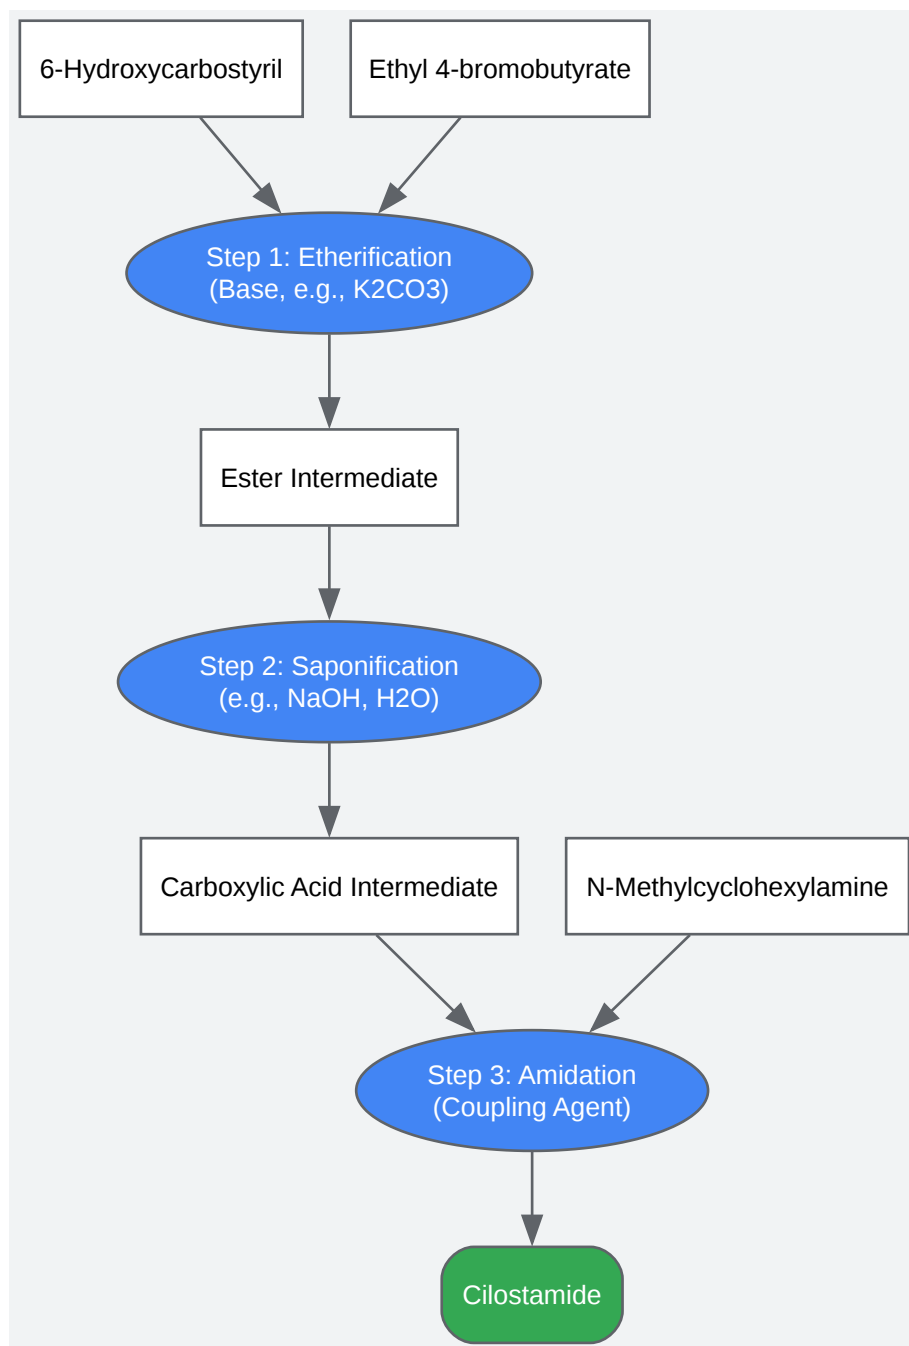 6-Hydroxycarbostyril
Ethyl 4-bromobutyrate
Step 1: Etherification
(Base, e.g., K2CO3)
Ester Intermediate
Step 2: Saponification
(e.g., NaOH, H2O)
Carboxylic Acid Intermediate
N-Methylcyclohexylamine
Step 3: Amidation
(Coupling Agent)
Cilostamide